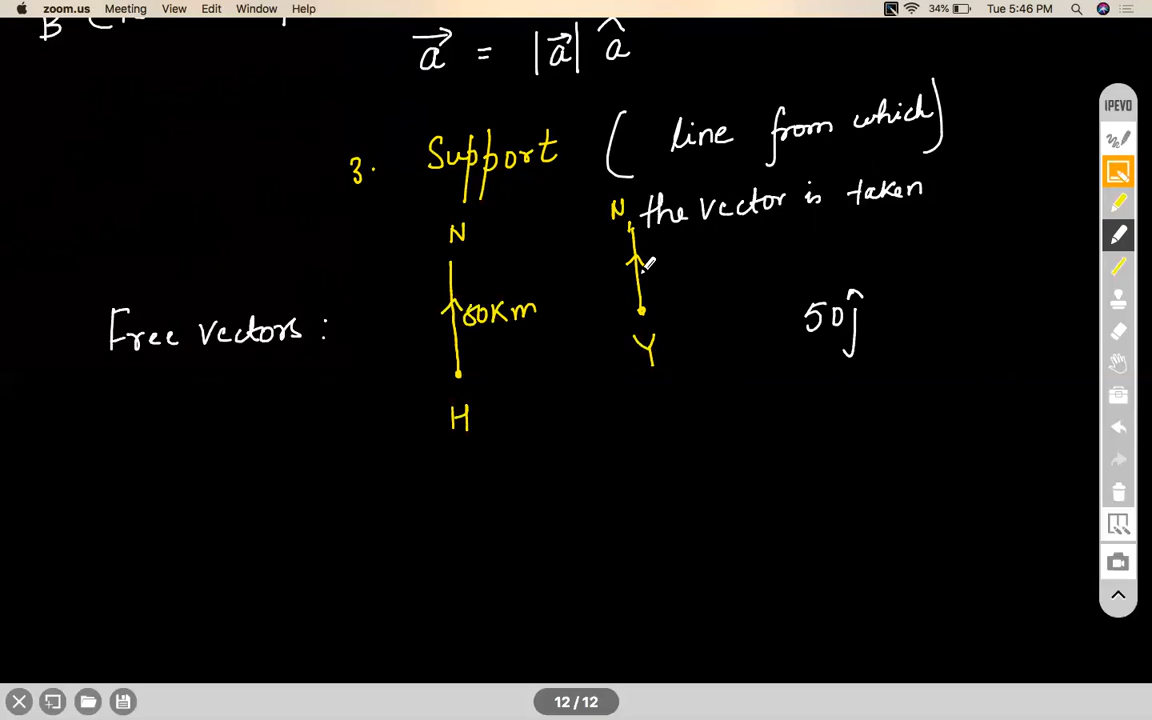 zoom.us Meeting View Edit Window Help 34% Tue 5:46 PM
B
a⃗ = |a⃗| â
IPEVO
3. Support ( line from which )
the vector is taken
N N
Free vectors : Km 50ĵ
Y
H
12 / 12